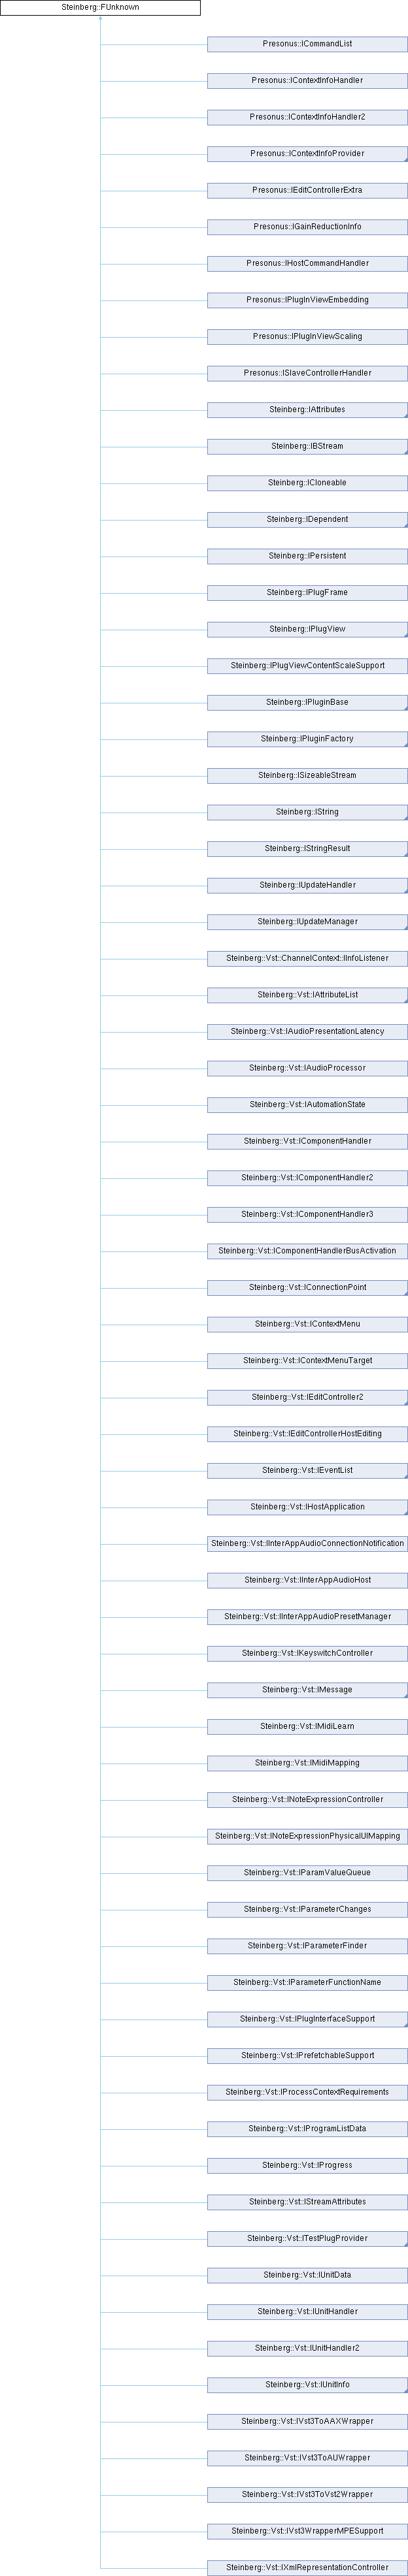 Steinberg::FUnknown
Presonus::ICommandList
Presonus::IContextInfoHandler
Presonus::IContextInfoHandler2
Presonus::IContextInfoProvider
Presonus::IEditControllerExtra
Presonus::IGainReductionInfo
Presonus::IHostCommandHandler
Presonus::IPlugInViewEmbedding
Presonus::IPlugInViewScaling
Presonus::ISlaveControllerHandler
Steinberg::IAttributes
Steinberg::IBStream
Steinberg::ICloneable
Steinberg::IDependent
Steinberg::IPersistent
Steinberg::IPlugFrame
Steinberg::IPlugView
Steinberg::IPlugViewContentScaleSupport
Steinberg::IPluginBase
Steinberg::IPluginFactory
Steinberg::ISizeableStream
Steinberg::IString
Steinberg::IStringResult
Steinberg::IUpdateHandler
Steinberg::IUpdateManager
Steinberg::Vst::ChannelContext::IInfoListener
Steinberg::Vst::IAttributeList
Steinberg::Vst::IAudioPresentationLatency
Steinberg::Vst::IAudioProcessor
Steinberg::Vst::IAutomationState
Steinberg::Vst::IComponentHandler
Steinberg::Vst::IComponentHandler2
Steinberg::Vst::IComponentHandler3
Steinberg::Vst::IComponentHandlerBusActivation
Steinberg::Vst::IConnectionPoint
Steinberg::Vst::IContextMenu
Steinberg::Vst::IContextMenuTarget
Steinberg::Vst::IEditController2
Steinberg::Vst::IEditControllerHostEditing
Steinberg::Vst::IEventList
Steinberg::Vst::IHostApplication
Steinberg::Vst::IInterAppAudioConnectionNotification
Steinberg::Vst::IInterAppAudioHost
Steinberg::Vst::IInterAppAudioPresetManager
Steinberg::Vst::IKeyswitchController
Steinberg::Vst::IMessage
Steinberg::Vst::IMidiLearn
Steinberg::Vst::IMidiMapping
Steinberg::Vst::INoteExpressionController
Steinberg::Vst::INoteExpressionPhysicalUIMapping
Steinberg::Vst::IParamValueQueue
Steinberg::Vst::IParameterChanges
Steinberg::Vst::IParameterFinder
Steinberg::Vst::IParameterFunctionName
Steinberg::Vst::IPlugInterfaceSupport
Steinberg::Vst::IPrefetchableSupport
Steinberg::Vst::IProcessContextRequirements
Steinberg::Vst::IProgramListData
Steinberg::Vst::IProgress
Steinberg::Vst::IStreamAttributes
Steinberg::Vst::ITestPlugProvider
Steinberg::Vst::IUnitData
Steinberg::Vst::IUnitHandler
Steinberg::Vst::IUnitHandler2
Steinberg::Vst::IUnitInfo
Steinberg::Vst::IVst3ToAAXWrapper
Steinberg::Vst::IVst3ToAUWrapper
Steinberg::Vst::IVst3ToVst2Wrapper
Steinberg::Vst::IVst3WrapperMPESupport
Steinberg::Vst::IXmlRepresentationController